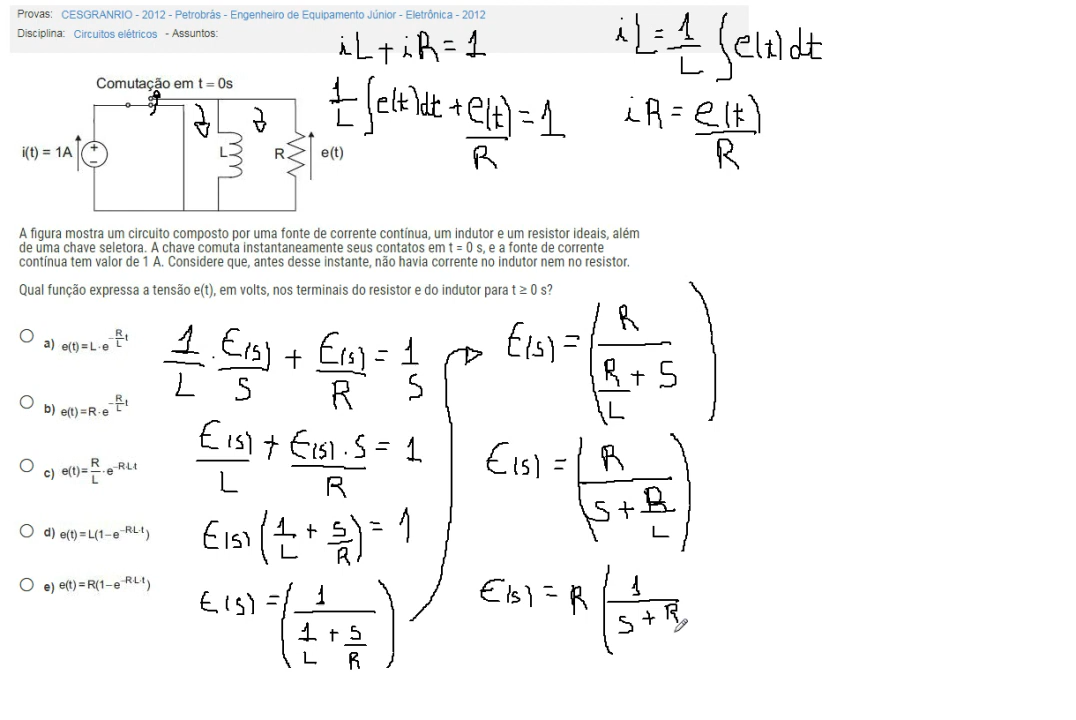 Provas: CESGRANRIO - 2012 - Petrobrás - Engenheiro de Equipamento Júnior - Eletrônica - 2012
Disciplina: Circuitos elétricos - Assuntos:
iL + iR = 1
iL = 1/L ∫e(t)dt
Comutação em t = 0s
1/L ∫e(t)dt + e(t)/R = 1
iR = e(t)/R
i(t) = 1A
+
−
L
R
e(t)
A figura mostra um circuito composto por uma fonte de corrente contínua, um indutor e um resistor ideais, além
de uma chave seletora. A chave comuta instantaneamente seus contatos em t = 0 s, e a fonte de corrente
contínua tem valor de 1 A. Considere que, antes desse instante, não havia corrente no indutor nem no resistor.
Qual função expressa a tensão e(t), em volts, nos terminais do resistor e do indutor para t ≥ 0 s?
a) e(t)=L·e^(-R/L t)
b) e(t)=R·e^(-R/L t)
c) e(t)=R/L·e^(-RLt)
d) e(t)=L(1-e^(-RLt))
e) e(t)=R(1-e^(-RLt))
1/L · E(s)/S + E(s)/R = 1/S
E(s)/L + E(s).S/R = 1
E(s)(1/L + S/R) = 1
E(s) = (1/(1/L + S/R))
E(s) = (R/(R/L + S))
E(s) = (R/(S + R/L))
E(s) = R (1/(S + R